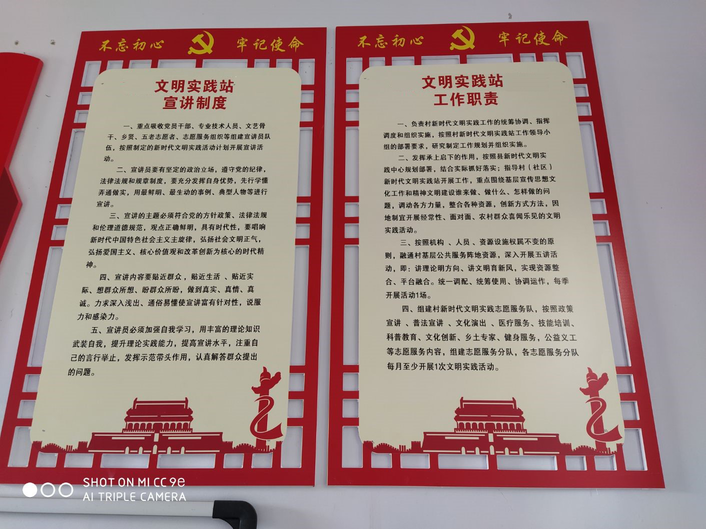 不忘初心 牢记使命
文明实践站
宣讲制度
一、重点吸收党员干部、专业技术人员、文艺骨
干、乡贤、五老志愿者、志愿服务组织等组建宣讲员队
伍，按照制定的新时代文明实践活动计划开展宣讲活
动。
二、宣讲员要有坚定的政治立场，遵守党的纪律，
法律法规和规章制度，要充分发挥自身优势，先行学懂
弄通做实，用最鲜明、最生动的事例、典型人物等进行
宣讲。
三、宣讲的主题必须符合党的方针政策、法律法规
和伦理道德规范，观点正确鲜明，具有时代性，要唱响
新时代中国特色社会主义主旋律，弘扬社会文明正气，
弘扬爱国主义、核心价值观和改革创新为核心的时代精
神。
四、宣讲内容要贴近群众，贴近生活 、贴近实
际、想群众所想、盼群众所盼，做到真实、真情、真
诚。力求深入浅出、通俗易懂使宣讲富有针对性，说服
力和感染力。
五、宣讲员必须加强自我学习，用丰富的理论知识
武装自我，提升理论实践能力，提高宣讲水平，注重自
己的言行举止，发挥示范带头作用，认真解答群众提出
的问题。
不忘初心 牢记使命
文明实践站
工作职责
一、负责村新时代文明实践工作的统筹协调、指挥
调度和组织实施，按照村新时代文明实践站工作领导小
组的部署要求，研究制定工作规划并组织实施。
二、发挥承上启下的作用，按照县新时代文明实
践中心规划部署，结合实际抓好落实；指导村（社区）
新时代文明实践站开展工作，重点围绕基层宣传思想文
化工作和精神文明建设谁来做、做什么、怎样做的问
题，调动各方力量，整合各种资源，创新方式方法，因
地制宜开展经常性、面对面、农村群众喜闻乐见的文明
实践活动。
三、按照机构 、人员、资源设施权属不变的原
则，融通村基层公共服务阵地资源，深入开展五讲活
动，即：讲理论明方向、讲文明育新风，实现资源整
合、平台融合。统一调配、统筹使用、协调运作，每季
开展活动1场。
四、组建村新时代文明实践志愿服务队，按照政策
宣讲 、普法宣讲 、文化演出 、医疗服务、技能培训、
科普教育、文化创新、乡土专家、健身服务，公益义工
等志愿服务内容，组建志愿服务分队，各志愿服务分队
每月至少开展1次文明实践活动。
SHOT ON MI CC 9e
AI TRIPLE CAMERA